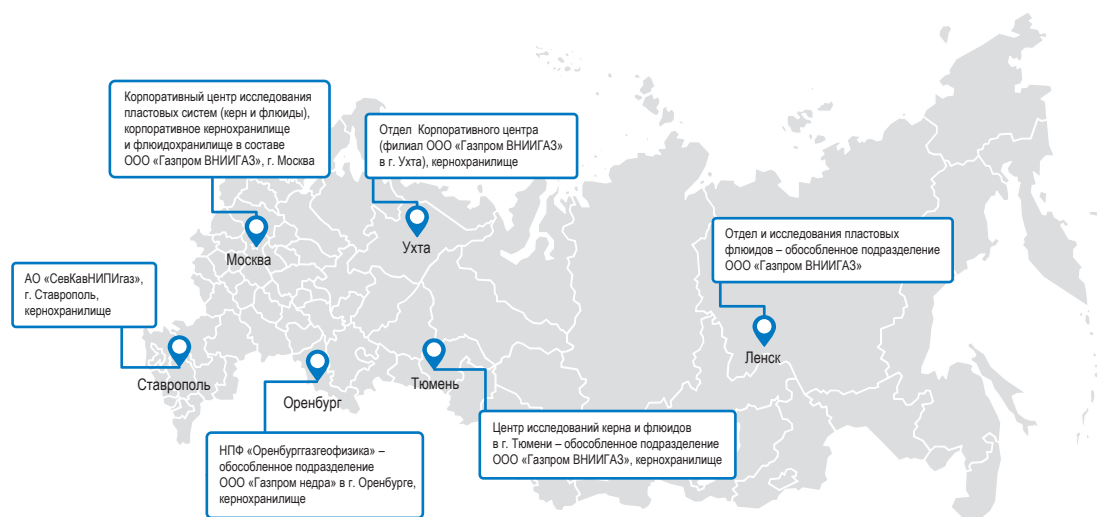 Корпоративный центр исследования
пластовых систем (керн и флюиды),
корпоративное кернохранилище
и флюидохранилище в составе
ООО «Газпром ВНИИГАЗ», г. Москва
Отдел Корпоративного центра
(филиал ООО «Газпром ВНИИГАЗ»
в г. Ухта), кернохранилище
Москва
Ухта
Отдел и исследования пластовых
флюидов – обособленное подразделение
ООО «Газпром ВНИИГАЗ»
АО «СевКавНИПИгаз»,
г. Ставрополь,
кернохранилище
Ленск
Ставрополь
Оренбург
Тюмень
НПФ «Оренбурггазгеофизика» –
обособленное подразделение
ООО «Газпром недра» в г. Оренбурге,
кернохранилище
Центр исследований керна и флюидов
в г. Тюмени – обособленное подразделение
ООО «Газпром ВНИИГАЗ», кернохранилище